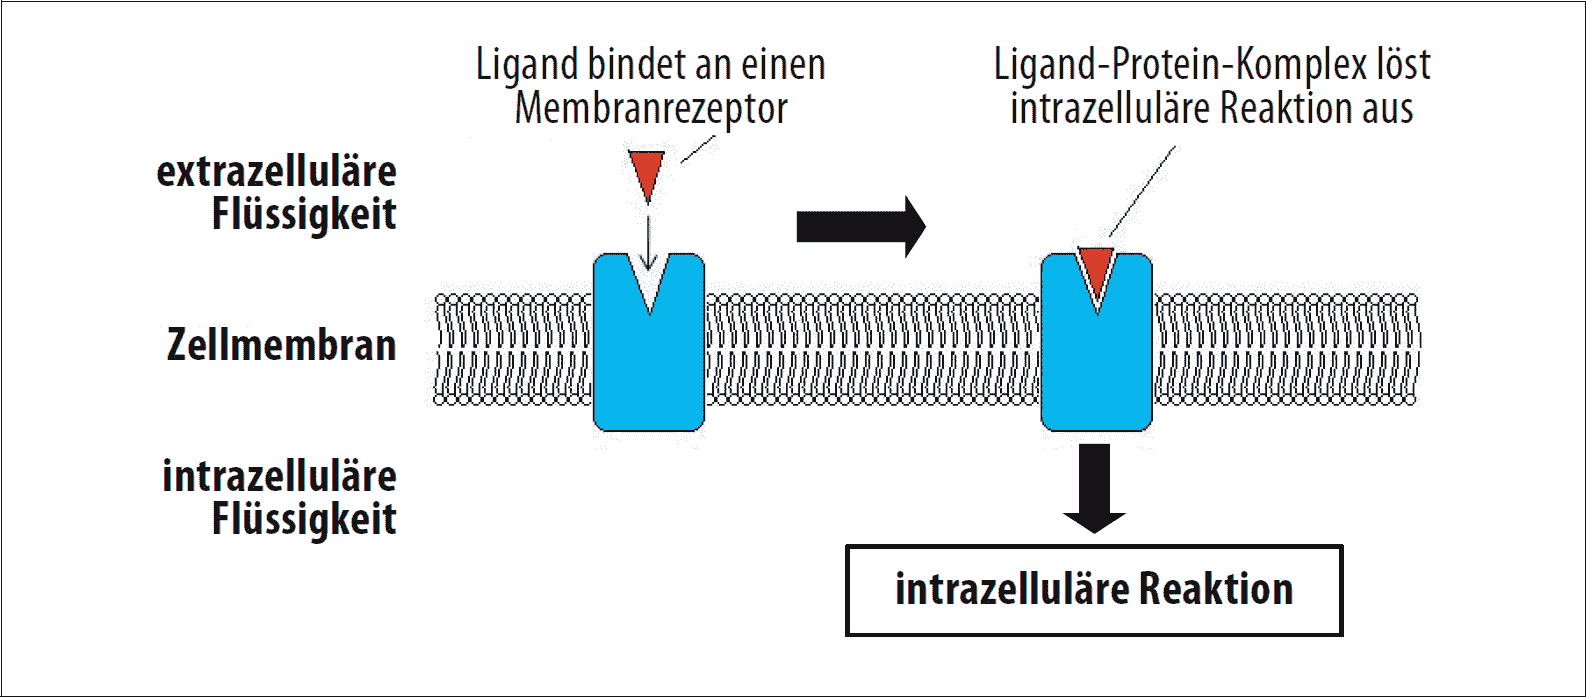 Ligand bindet an einen
Membranrezeptor
Ligand-Protein-Komplex löst
intrazelluläre Reaktion aus
extrazelluläre
Flüssigkeit
Zellmembran
intrazelluläre
Flüssigkeit
intrazelluläre Reaktion